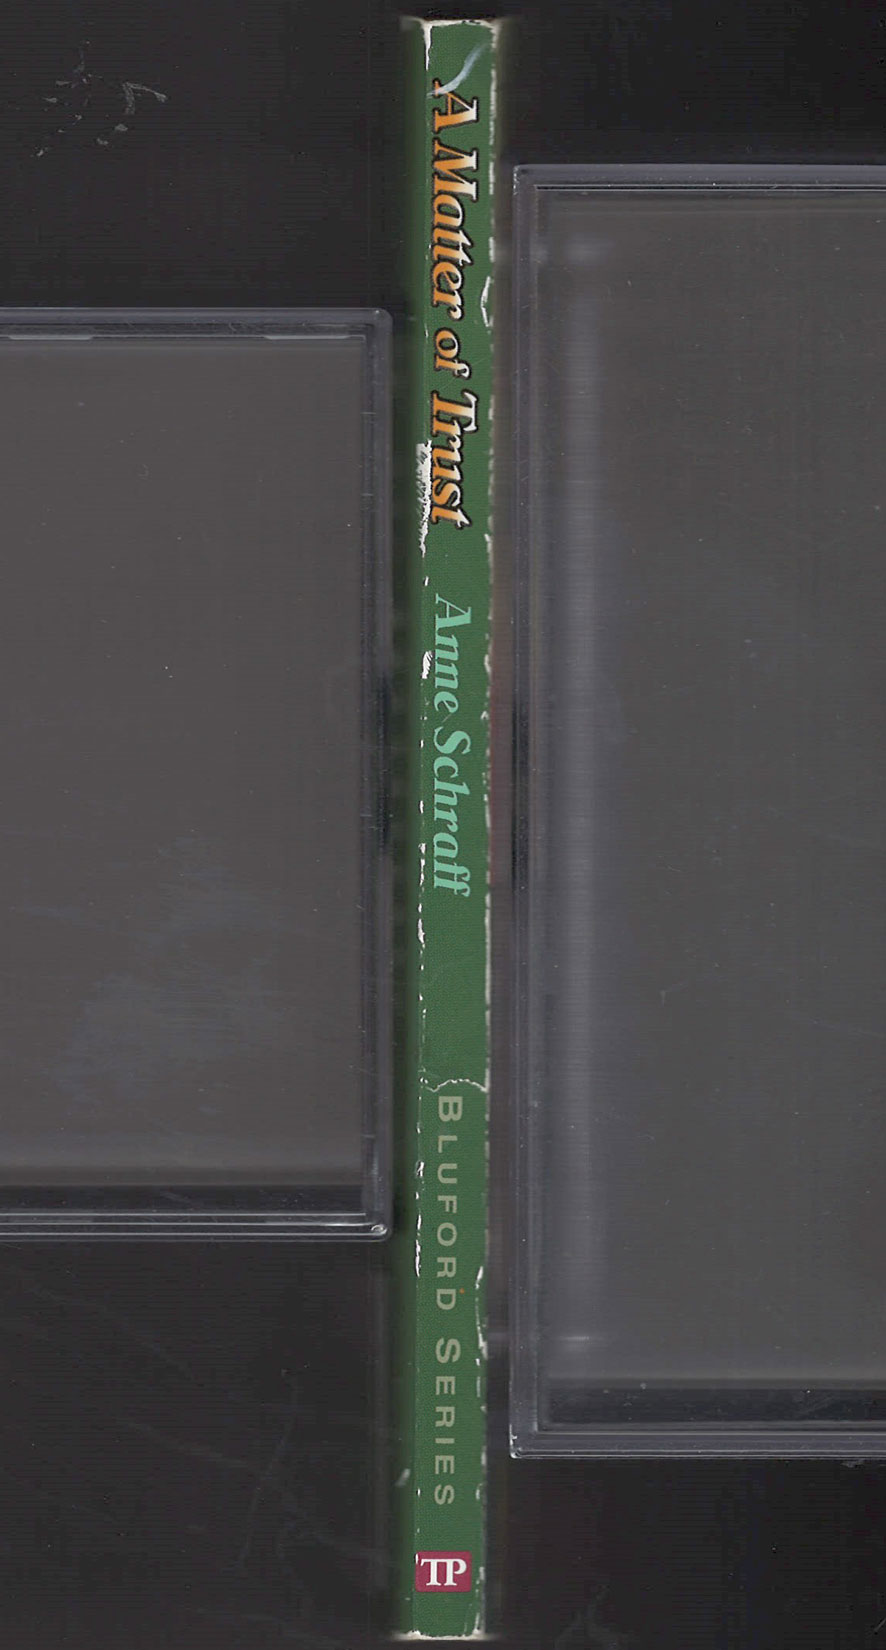 A Matter of Trust
Anne Schraff
BLUFORD SERIES
TP